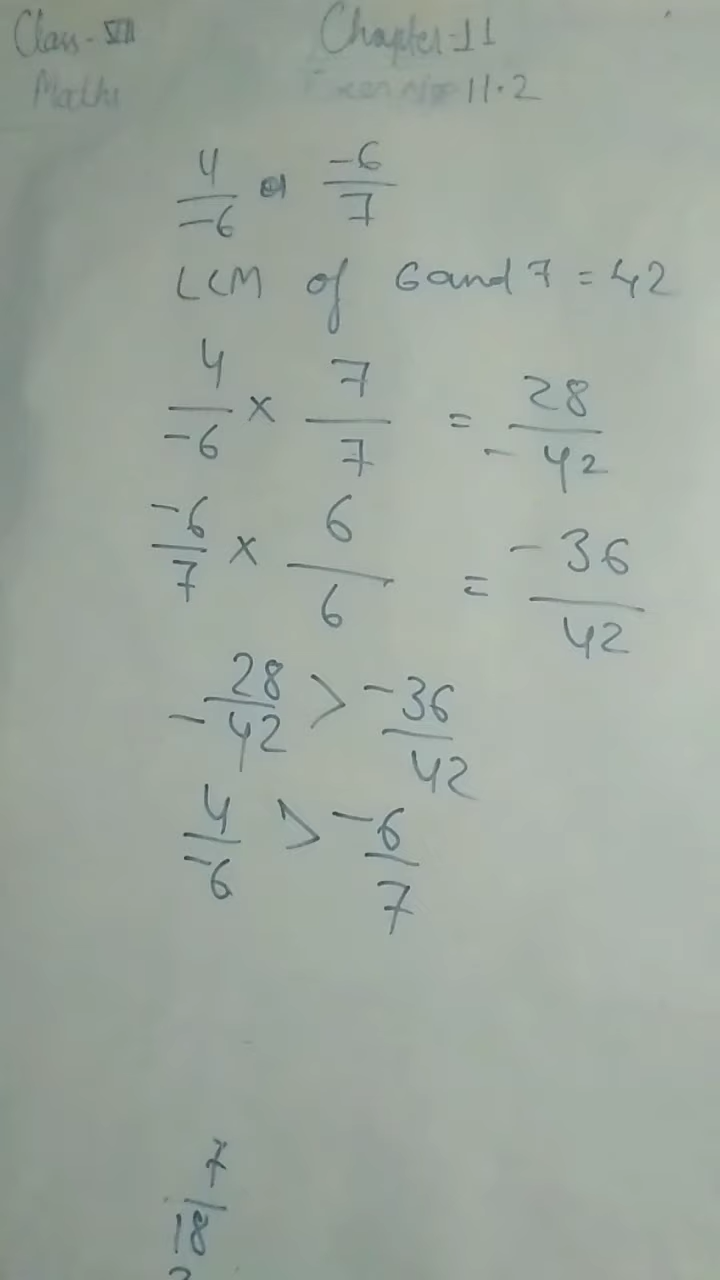 Class-VII Chapter-11
Maths 11.2
4/-6 or -6/7
LCM of 6 and 7 = 42
4/-6 × 7/7 = 28/-42
-6/7 × 6/6 = -36/42
-28/42 > -36/42
4/-6 > -6/7
7/18